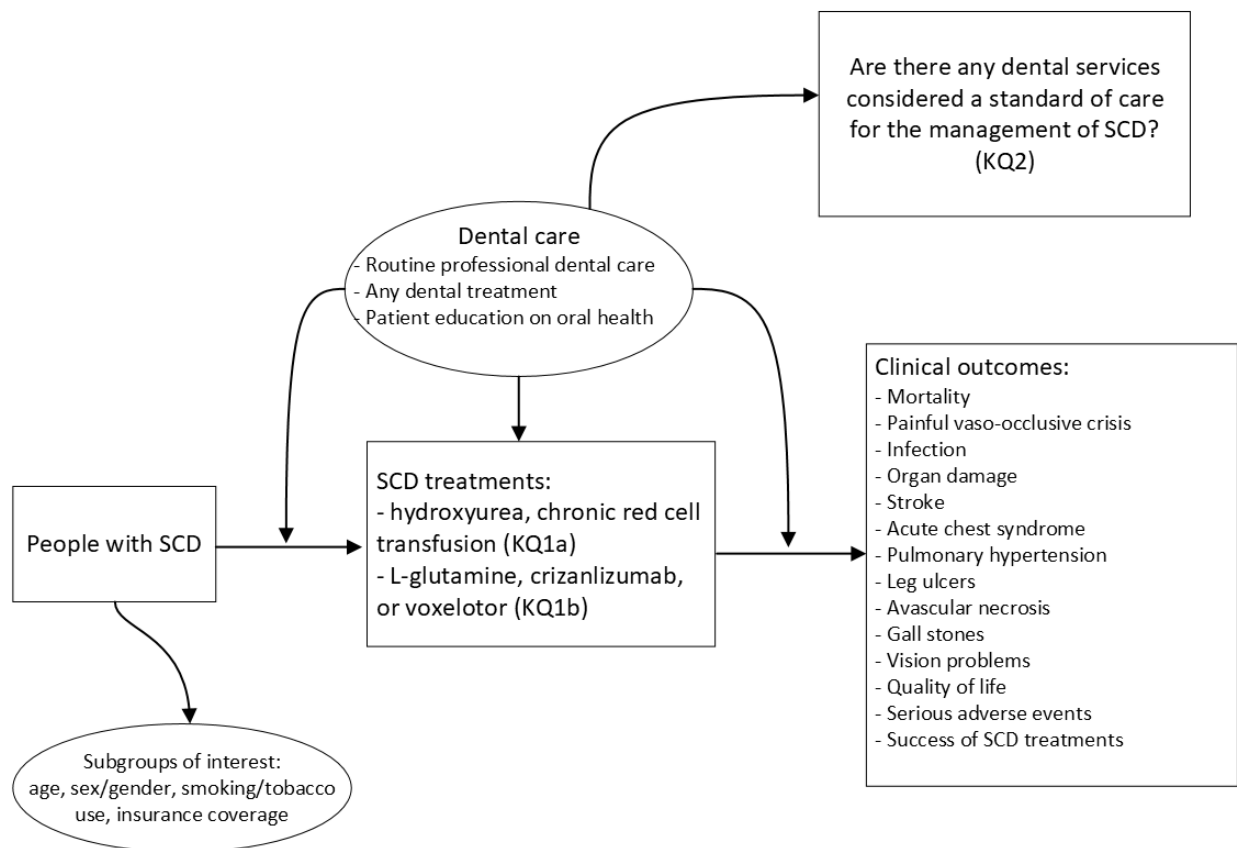 Are there any dental services
considered a standard of care
for the management of SCD?
(KQ2)
Dental care
- Routine professional dental care
- Any dental treatment
- Patient education on oral health
People with SCD
SCD treatments:
- hydroxyurea, chronic red cell
transfusion (KQ1a)
- L-glutamine, crizanlizumab,
or voxelotor (KQ1b)
Clinical outcomes:
- Mortality
- Painful vaso-occlusive crisis
- Infection
- Organ damage
- Stroke
- Acute chest syndrome
- Pulmonary hypertension
- Leg ulcers
- Avascular necrosis
- Gall stones
- Vision problems
- Quality of life
- Serious adverse events
- Success of SCD treatments
Subgroups of interest:
age, sex/gender, smoking/tobacco
use, insurance coverage